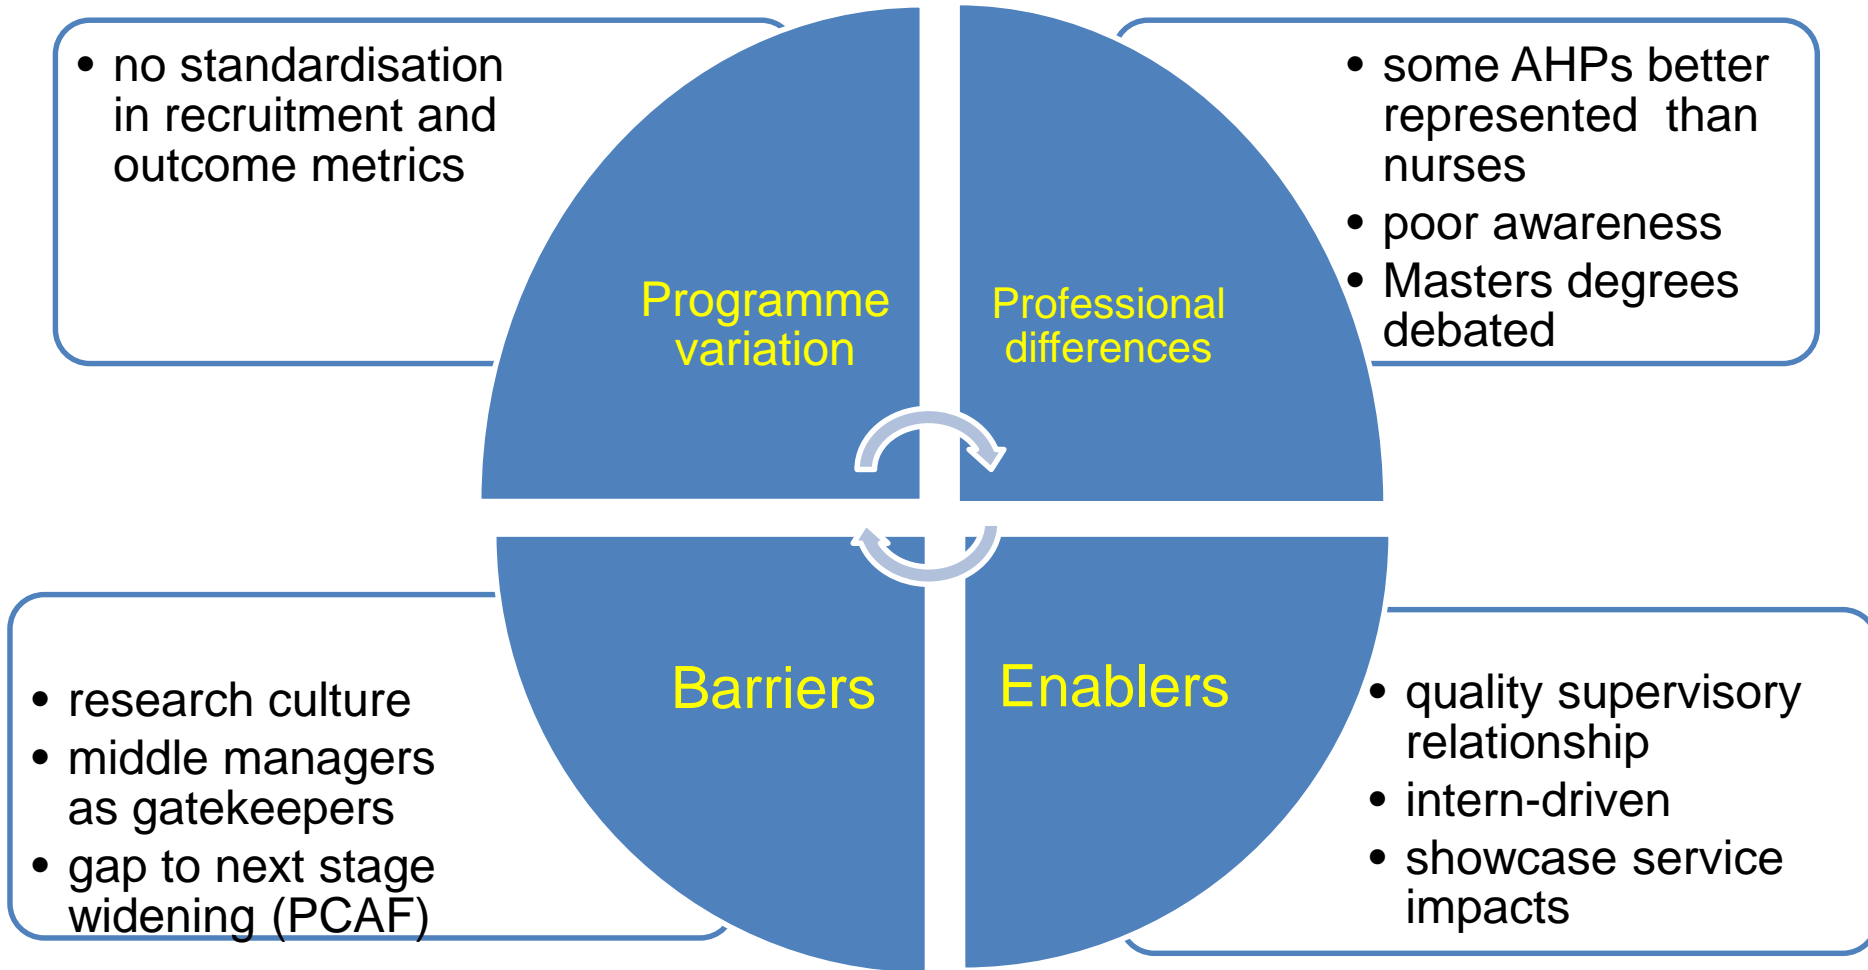 • no standardisation
in recruitment and
outcome metrics
• some AHPs better
represented than
nurses
• poor awareness
• Masters degrees
debated
Programme
variation
Professional
differences
Barriers
Enablers
• research culture
• middle managers
as gatekeepers
• gap to next stage
widening (PCAF)
• quality supervisory
relationship
• intern-driven
• showcase service
impacts